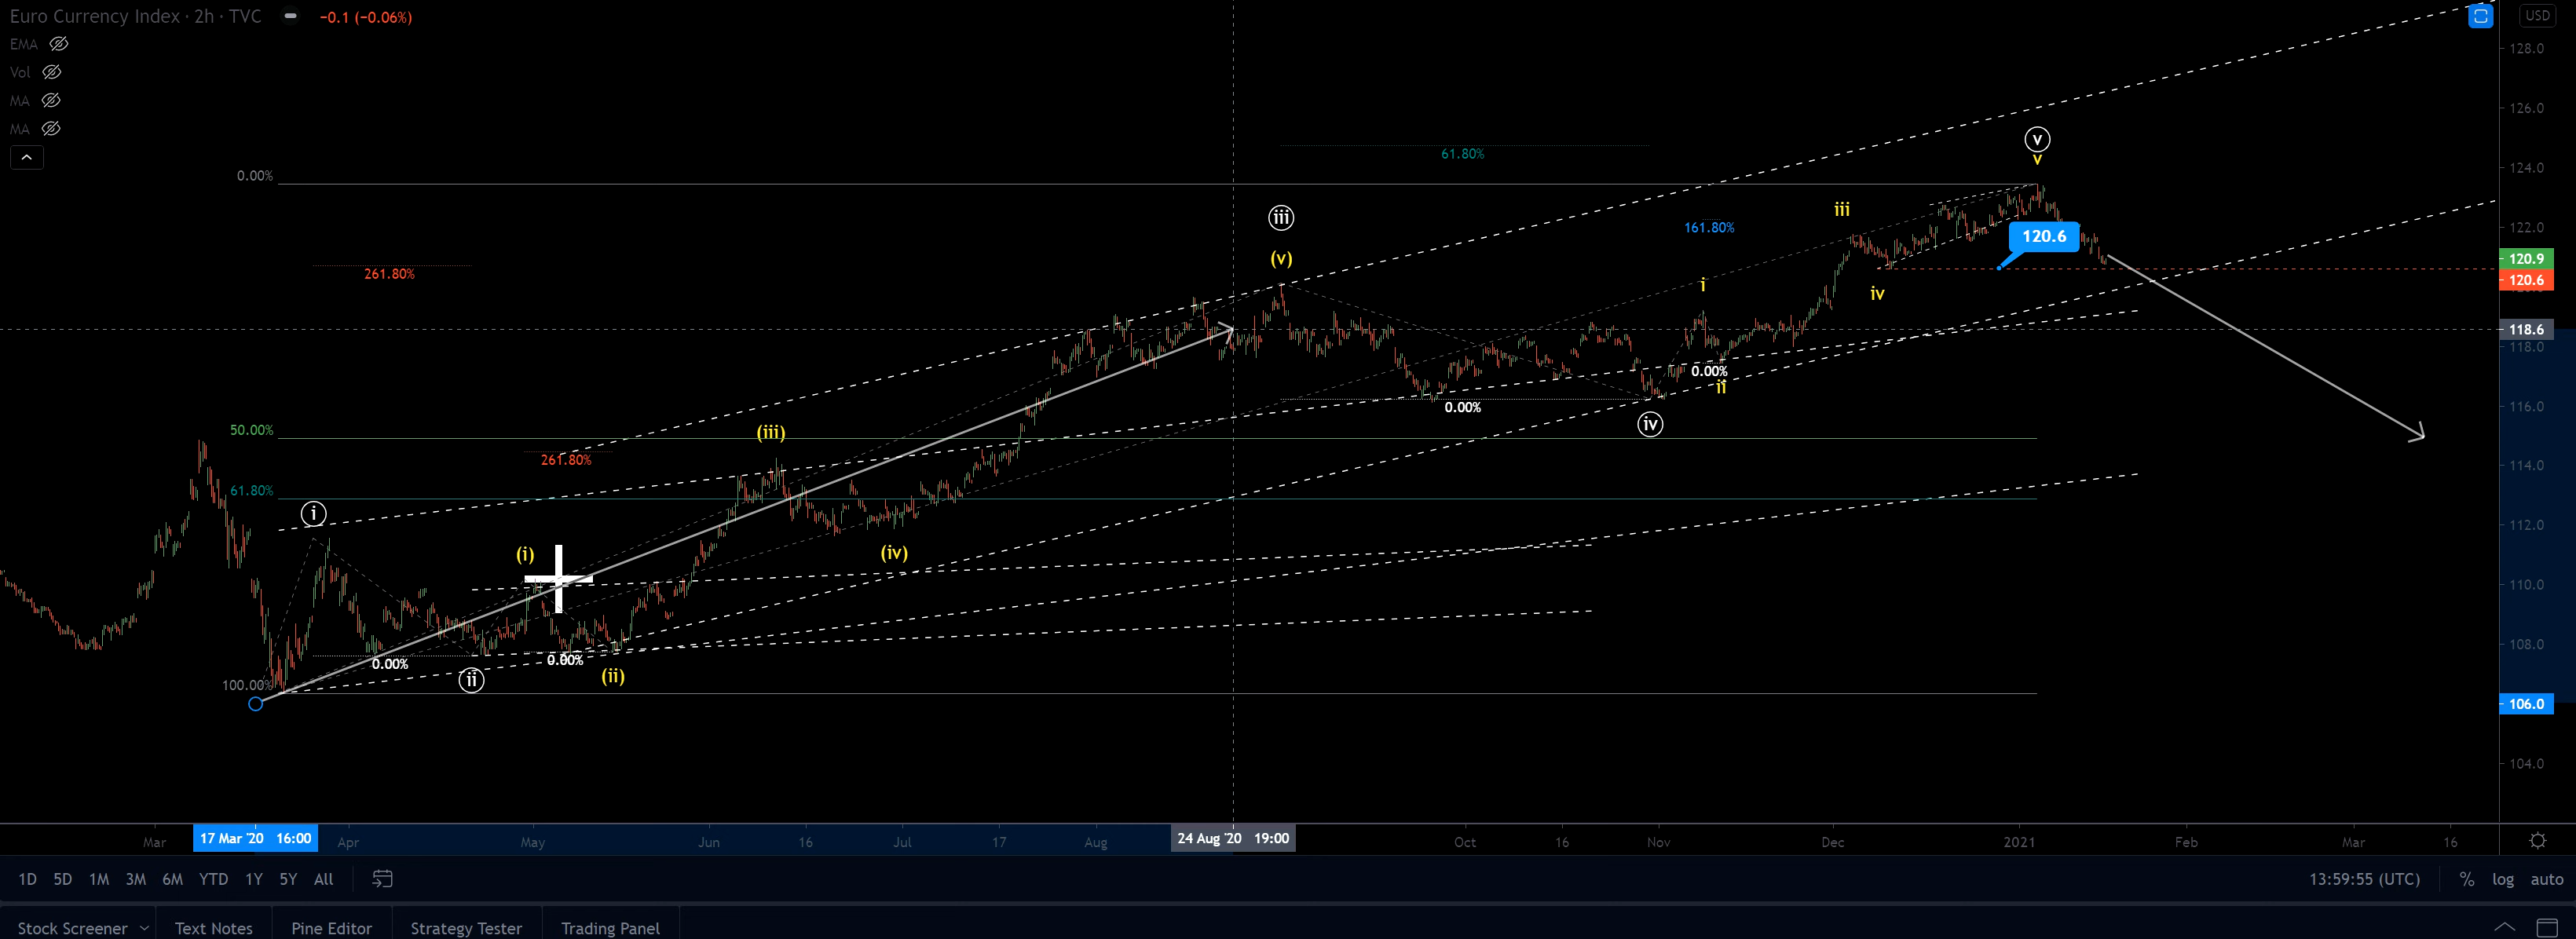 Euro Currency Index · 2h · TVC −0.1 (−0.06%)
USD
EMA
Vol
MA
MA
128.0
126.0
124.0
122.0
120.9
120.6
118.6
118.0
116.0
114.0
112.0
110.0
108.0
106.0
104.0
0.00%
61.80%
v
v
iii
161.80%
iii
120.6
261.80%
(v)
i
iv
0.00%
ii
0.00%
iv
50.00%
(iii)
261.80%
61.80%
i
(i)
(iv)
0.00%
0.00%
ii
(ii)
100.00%
Mar 17 Mar '20 16:00 Apr May Jun 16 Jul 17 Aug 24 Aug '20 19:00 Oct 16 Nov Dec 2021 Feb Mar 16
1D 5D 1M 3M 6M YTD 1Y 5Y All 13:59:55 (UTC) % log auto
Stock Screener Text Notes Pine Editor Strategy Tester Trading Panel